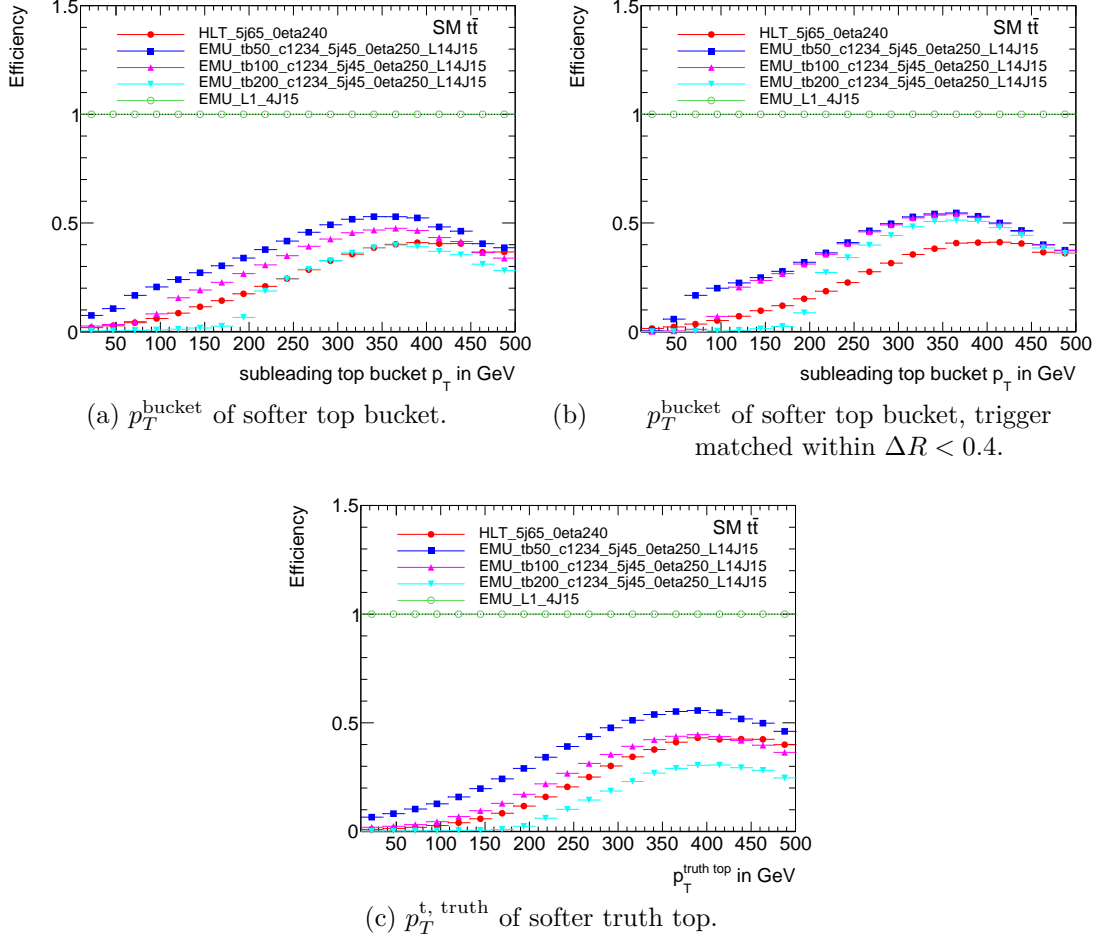 1.5
SM tt̄
HLT_5j65_0eta240
EMU_tb50_c1234_5j45_0eta250_L14J15
EMU_tb100_c1234_5j45_0eta250_L14J15
EMU_tb200_c1234_5j45_0eta250_L14J15
EMU_L1_4J15
Efficiency
1
0.5
0
50 100 150 200 250 300 350 400 450 500
subleading top bucket p_T in GeV
(a) p_T^bucket of softer top bucket.
1.5
SM tt̄
HLT_5j65_0eta240
EMU_tb50_c1234_5j45_0eta250_L14J15
EMU_tb100_c1234_5j45_0eta250_L14J15
EMU_tb200_c1234_5j45_0eta250_L14J15
EMU_L1_4J15
Efficiency
1
0.5
0
50 100 150 200 250 300 350 400 450 500
subleading top bucket p_T in GeV
(b) p_T^bucket of softer top bucket, trigger
matched within ΔR < 0.4.
1.5
SM tt̄
HLT_5j65_0eta240
EMU_tb50_c1234_5j45_0eta250_L14J15
EMU_tb100_c1234_5j45_0eta250_L14J15
EMU_tb200_c1234_5j45_0eta250_L14J15
EMU_L1_4J15
Efficiency
1
0.5
0
50 100 150 200 250 300 350 400 450 500
p_T^truth top in GeV
(c) p_T^t, truth of softer truth top.